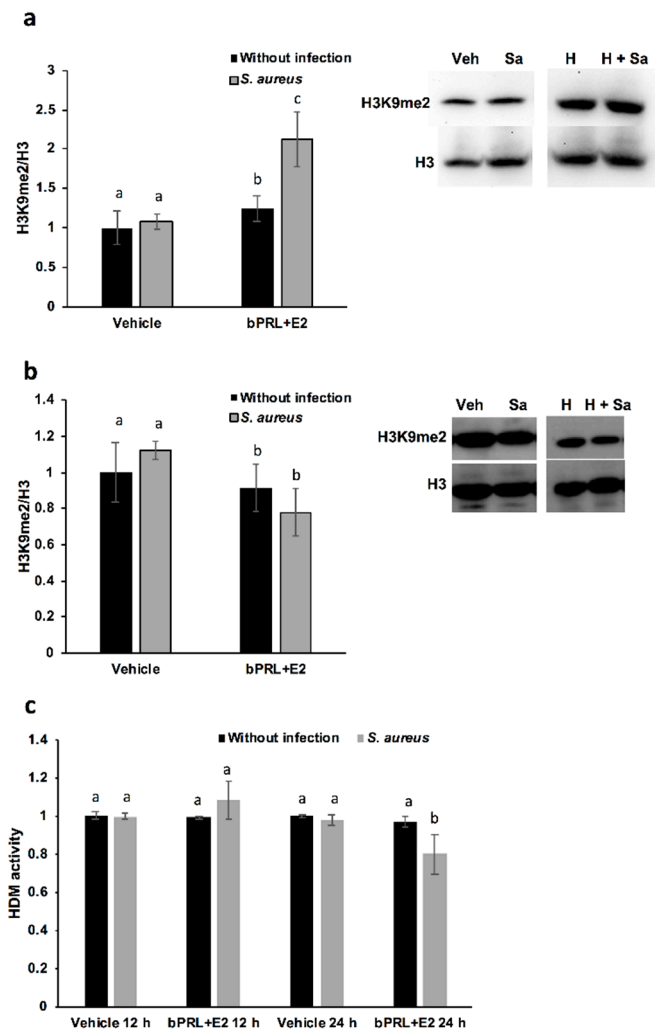 a
Without infection
S. aureus
H3K9me2/H3
3
2.5
2
1.5
1
0.5
0
a
a
b
c
Vehicle
bPRL+E2
Veh
Sa
H
H + Sa
H3K9me2
H3
b
Without infection
S. aureus
H3K9me2/H3
1.4
1.2
1
0.8
0.6
0.4
0.2
0
a
a
b
b
Vehicle
bPRL+E2
Veh
Sa
H
H + Sa
H3K9me2
H3
c
Without infection
S. aureus
HDM activity
1.4
1.2
1
0.8
0.6
0.4
0.2
0
a
a
a
a
a
a
a
b
Vehicle 12 h
bPRL+E2 12 h
Vehicle 24 h
bPRL+E2 24 h